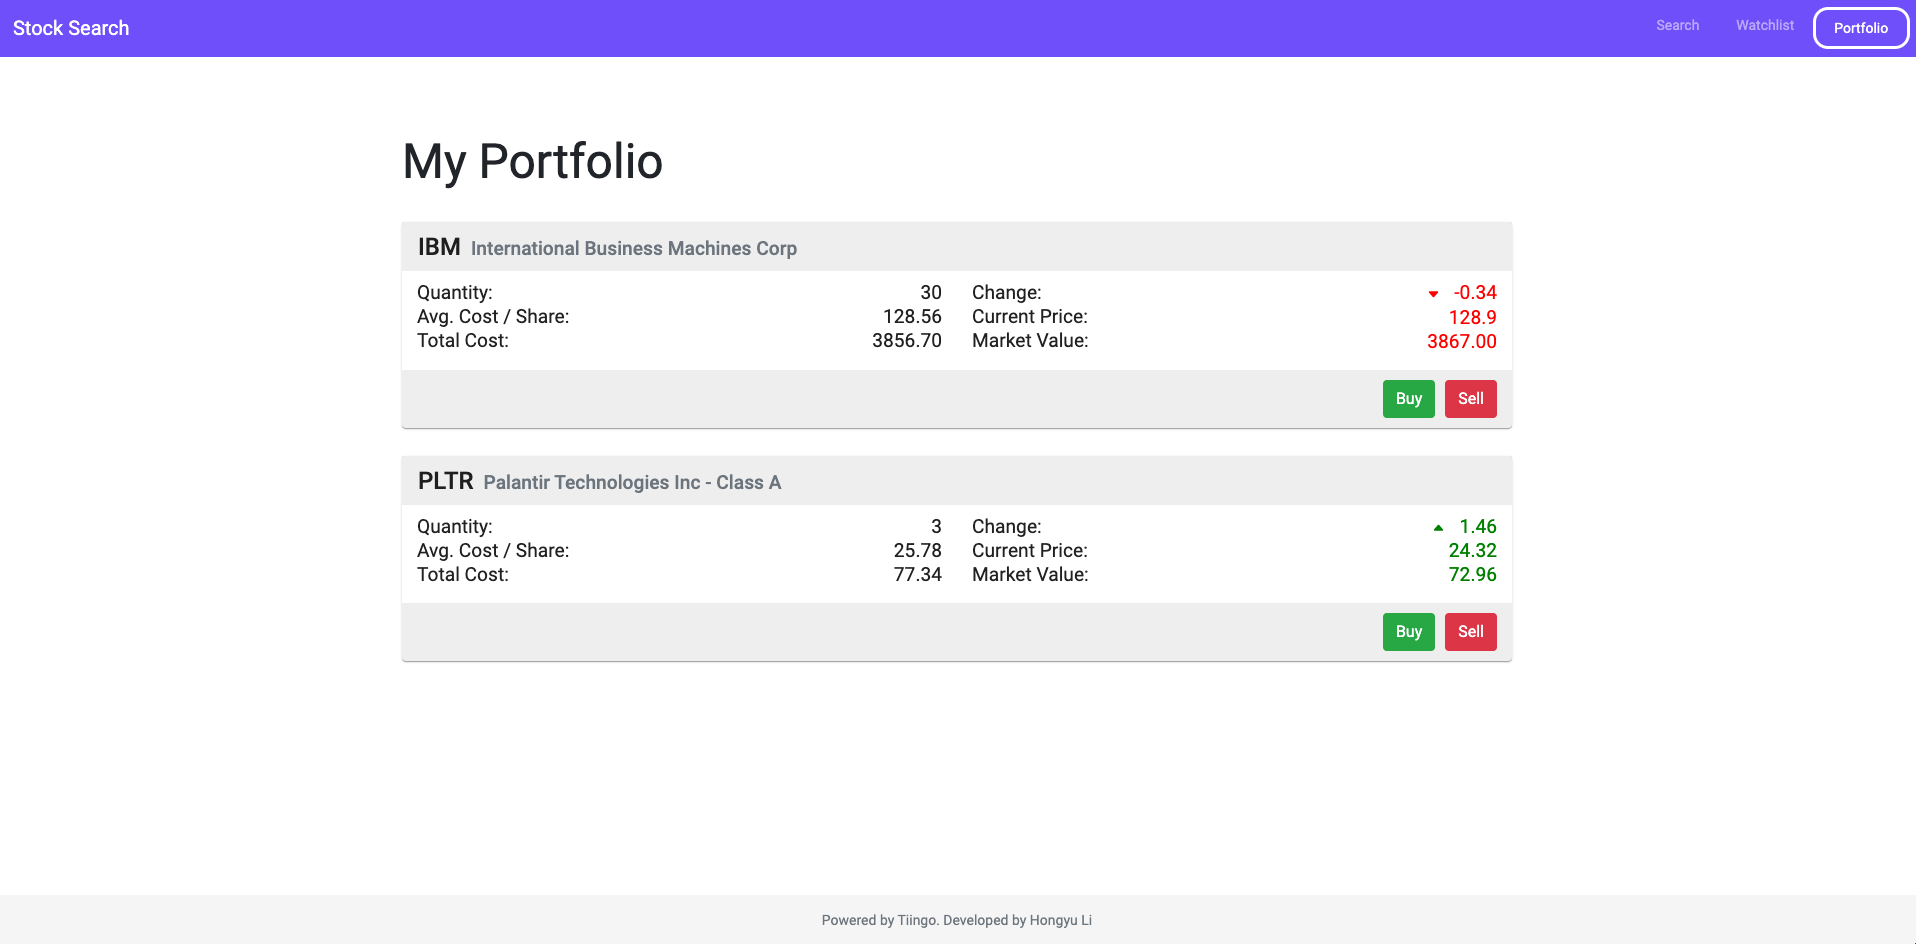 Stock Search Search Watchlist Portfolio
My Portfolio
IBM International Business Machines Corp
Quantity: 30 Change: -0.34
Avg. Cost / Share: 128.56 Current Price: 128.9
Total Cost: 3856.70 Market Value: 3867.00
Buy Sell
PLTR Palantir Technologies Inc - Class A
Quantity: 3 Change: 1.46
Avg. Cost / Share: 25.78 Current Price: 24.32
Total Cost: 77.34 Market Value: 72.96
Buy Sell
Powered by Tiingo. Developed by Hongyu Li